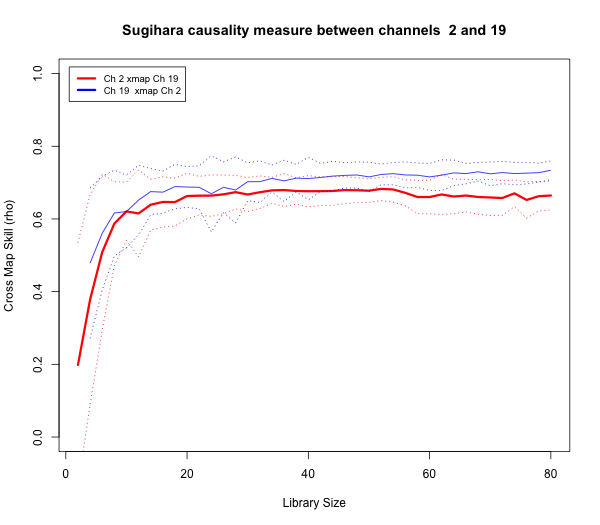 Sugihara causality measure between channels  2 and 19
Ch 2 xmap Ch 19
Ch 19  xmap Ch 2
Cross Map Skill (rho)
1.0
0.8
0.6
0.4
0.2
0.0
0 20 40 60 80
Library Size